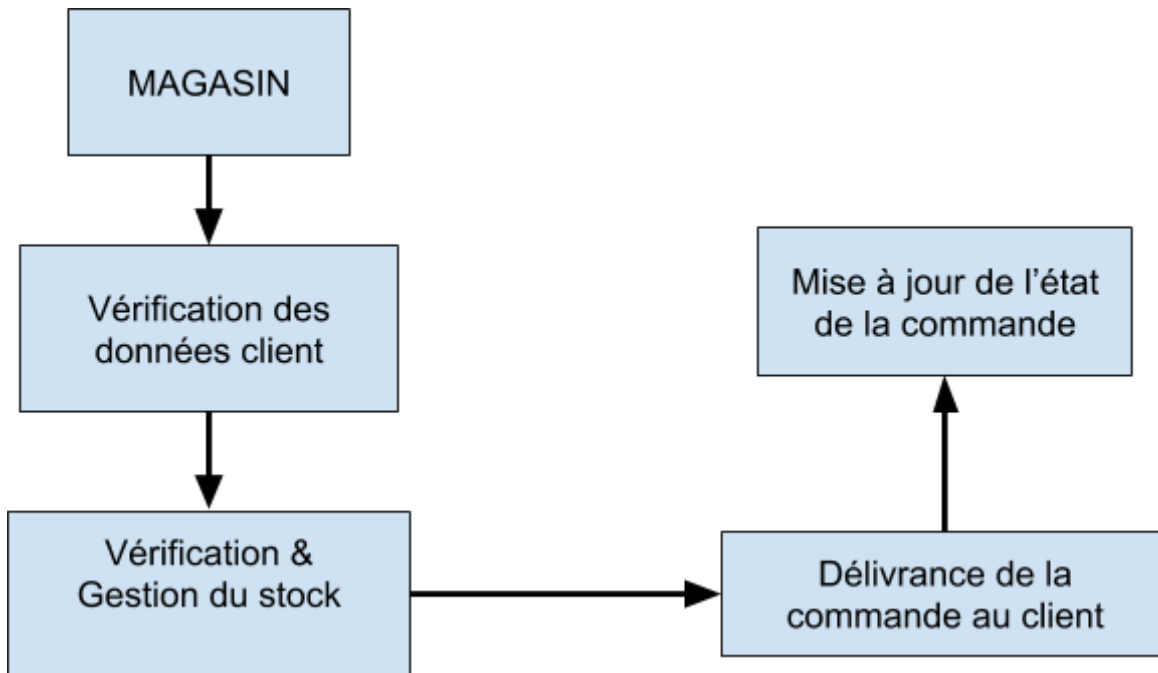 MAGASIN
Vérification des
données client
Vérification &
Gestion du stock
Délivrance de la
commande au client
Mise à jour de l’état
de la commande